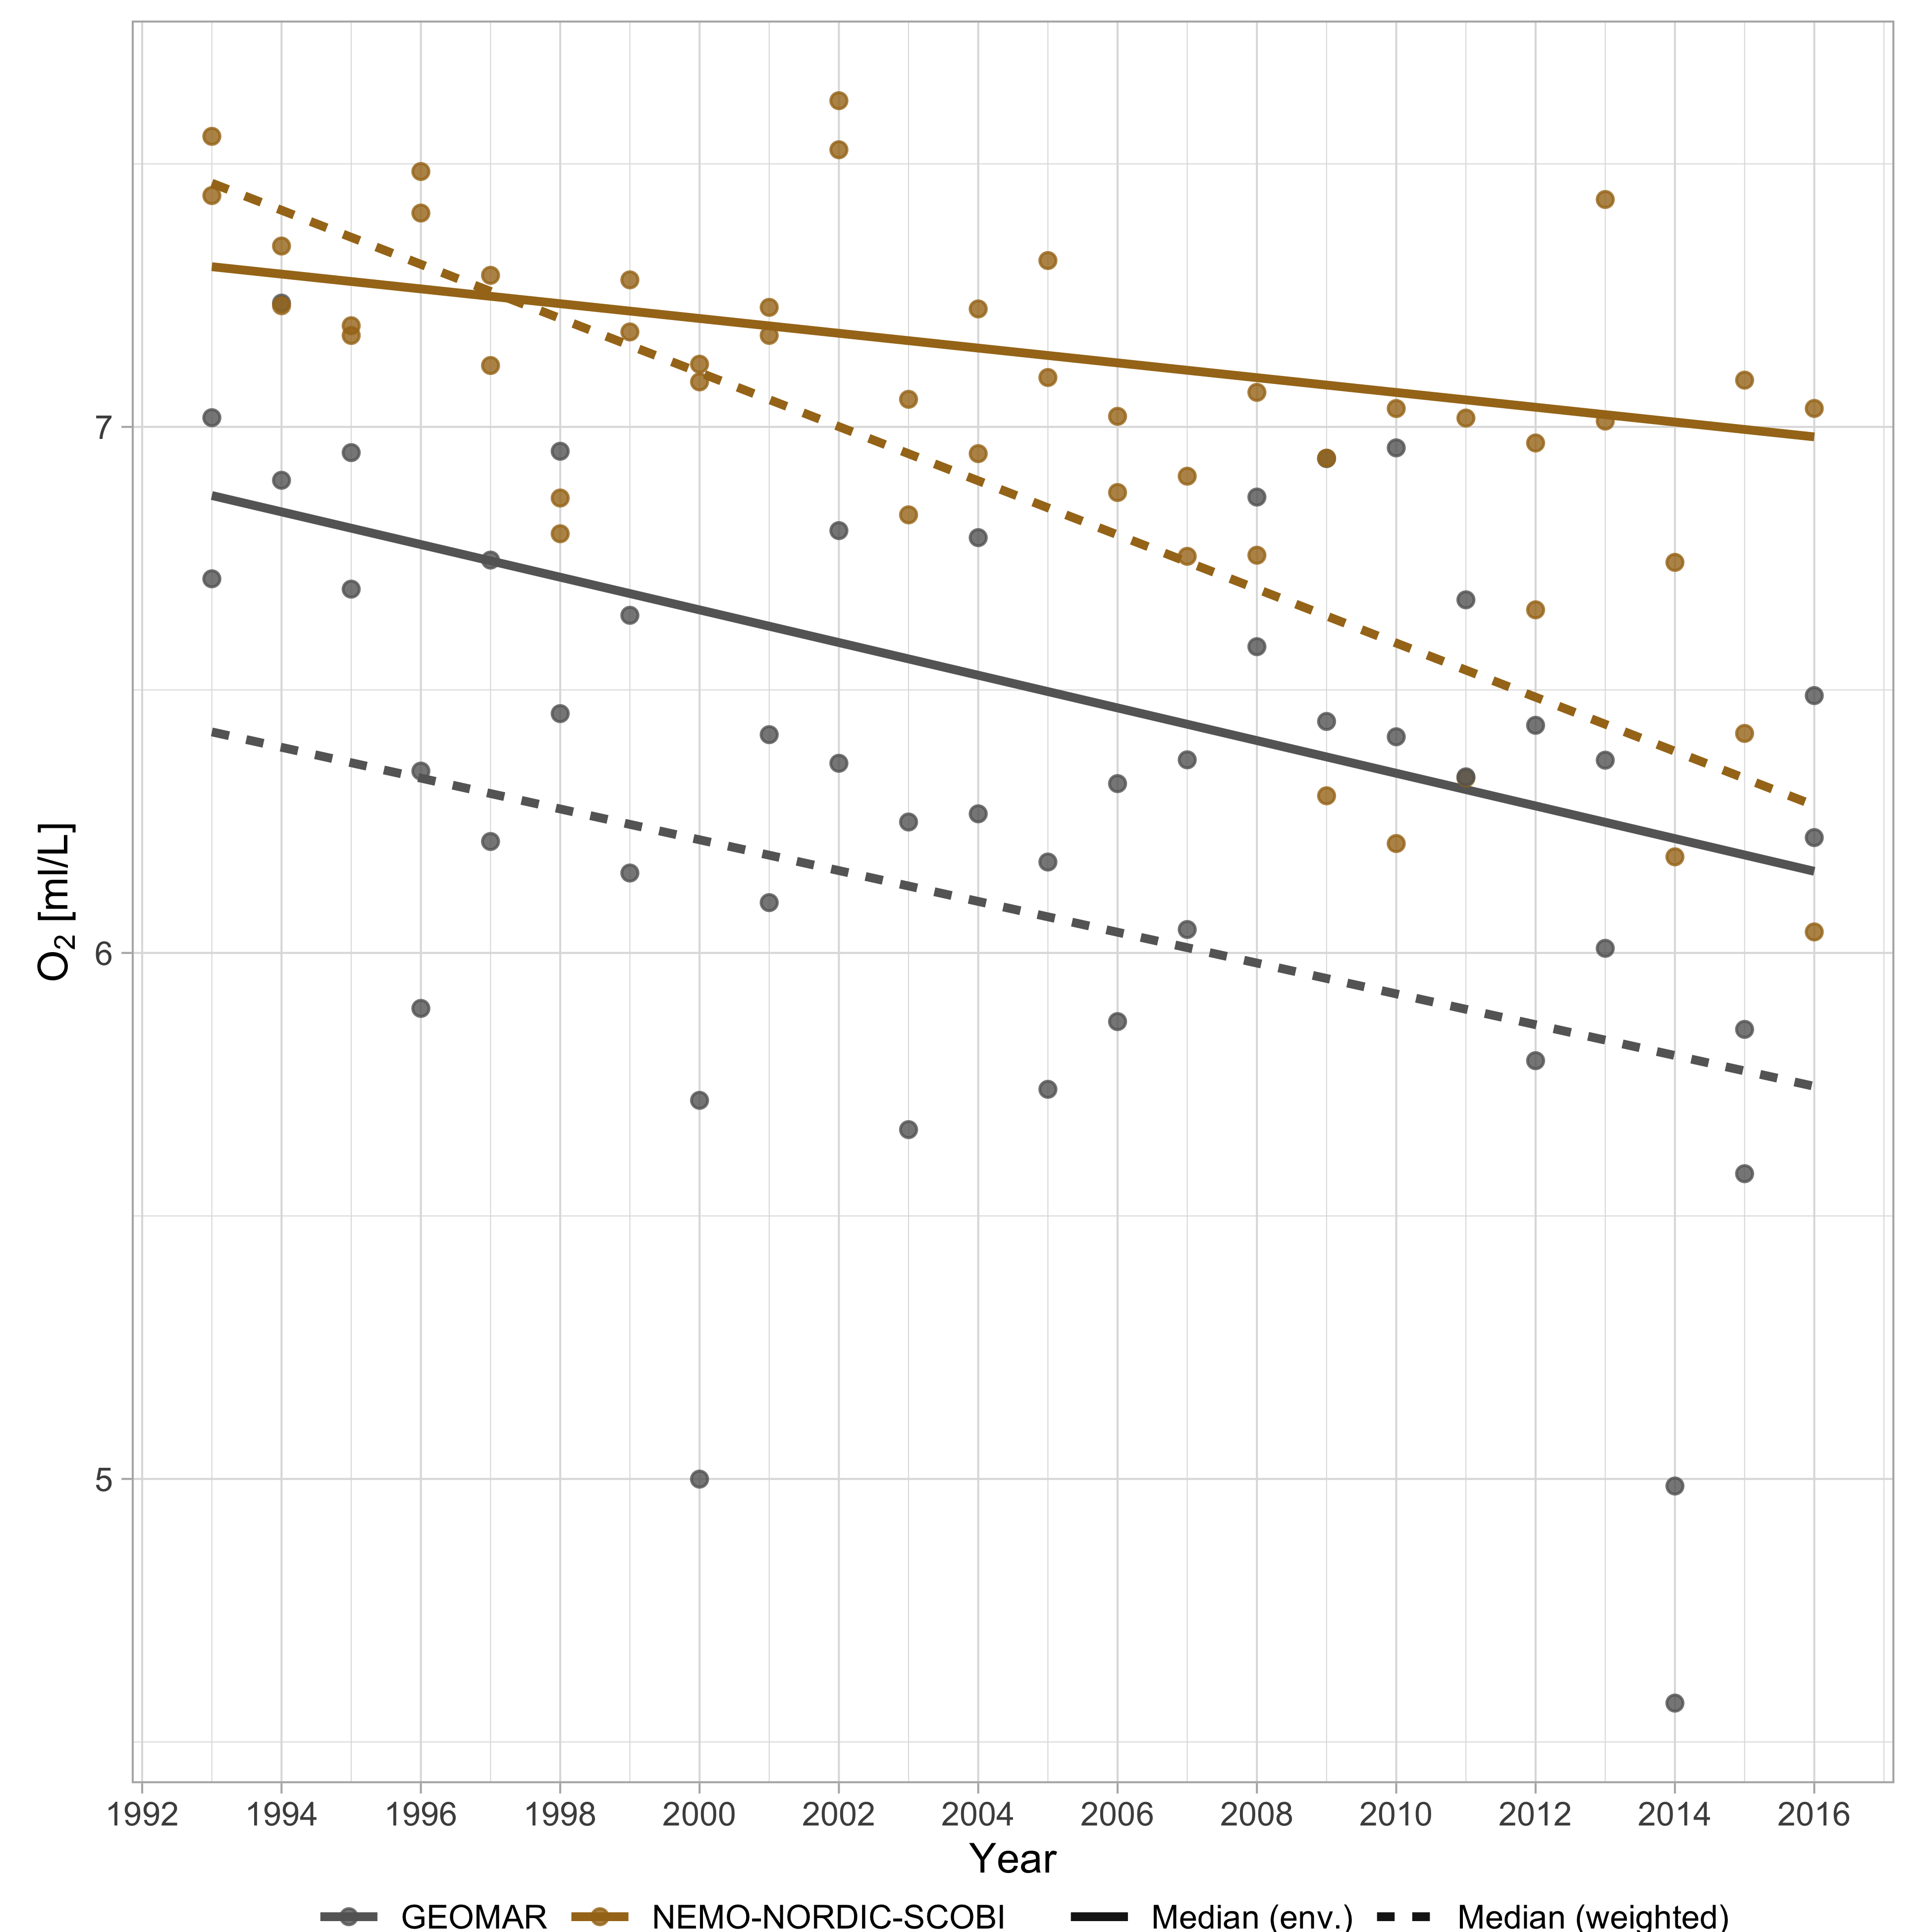 7
6
5
O₂ [ml/L]
1992 1994 1996 1998 2000 2002 2004 2006 2008 2010 2012 2014 2016
Year
GEOMAR NEMO-NORDIC-SCOBI Median (env.) Median (weighted)